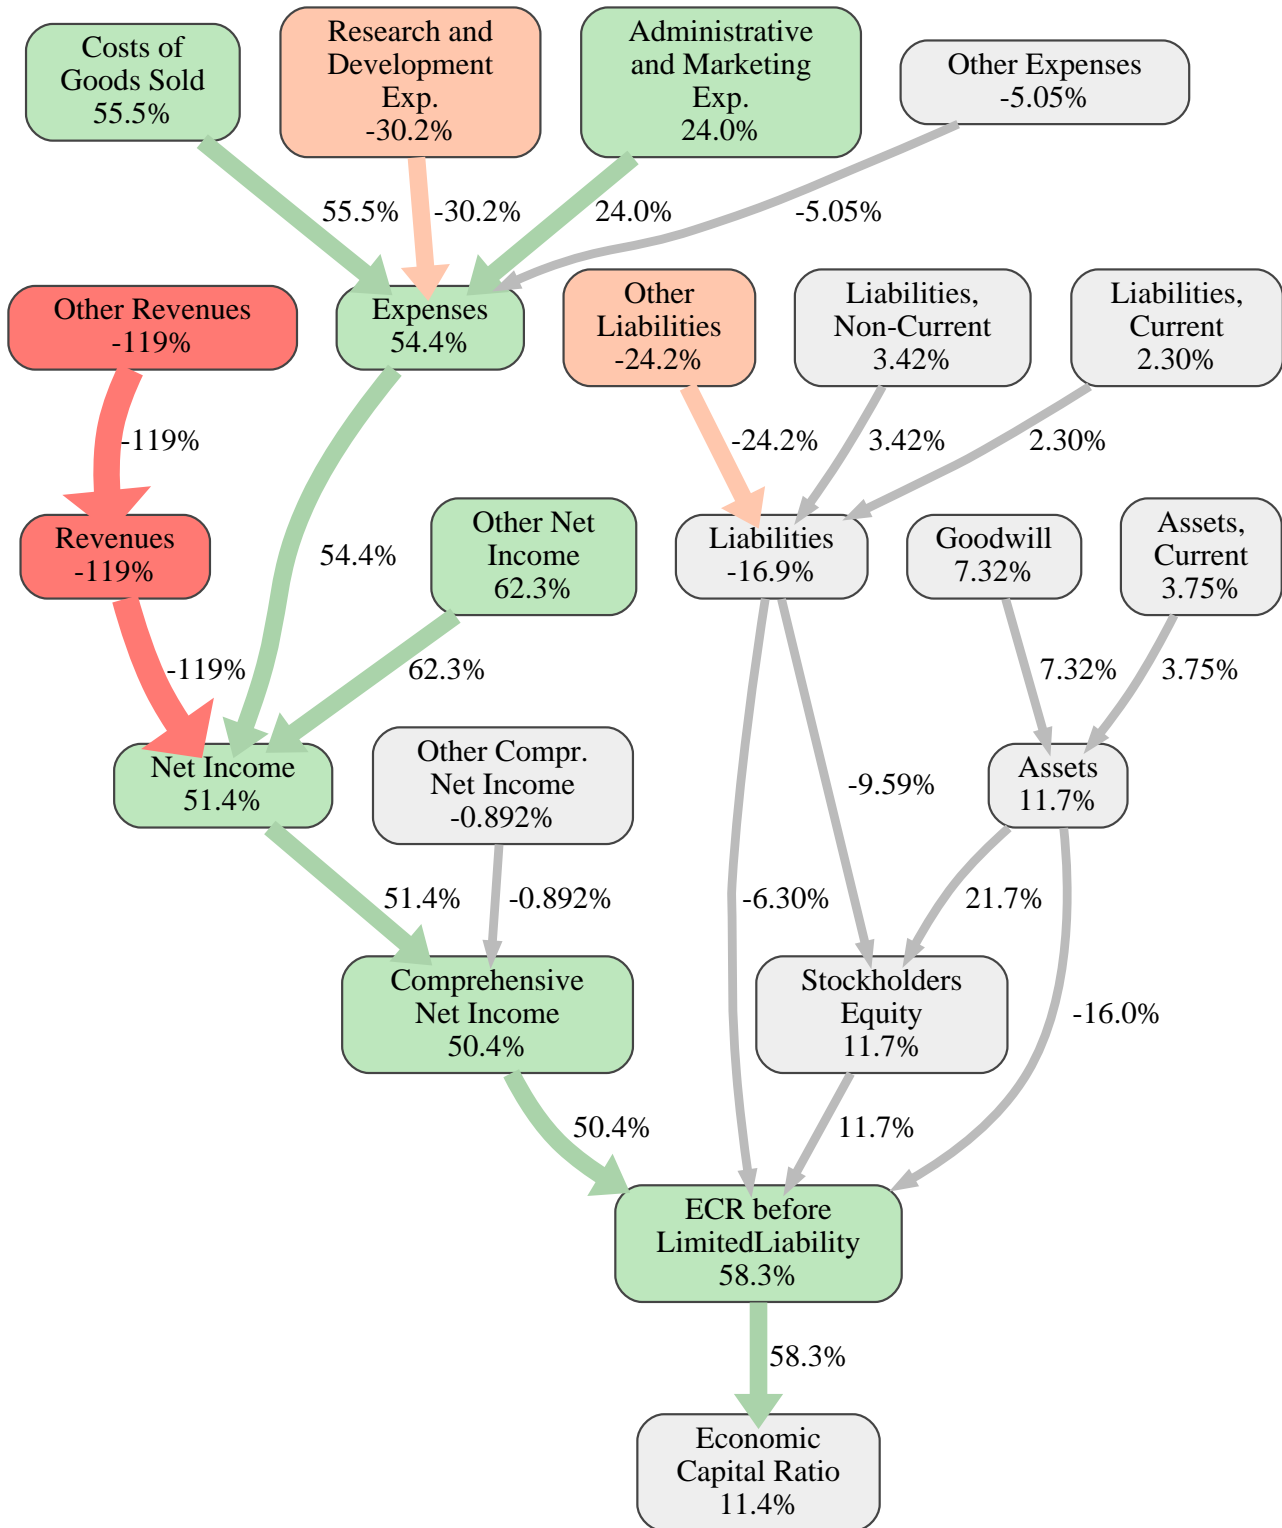 Costs of
Goods Sold
55.5%
Research and
Development
Exp.
-30.2%
Administrative
and Marketing
Exp.
24.0%
Other Expenses
-5.05%
55.5%
-30.2%
24.0%
-5.05%
Other Revenues
-119%
Expenses
54.4%
Other
Liabilities
-24.2%
Liabilities,
Non-Current
3.42%
Liabilities,
Current
2.30%
-119%
-24.2%
3.42%
2.30%
Revenues
-119%
54.4%
Other Net
Income
62.3%
Liabilities
-16.9%
Goodwill
7.32%
Assets,
Current
3.75%
-119%
62.3%
7.32%
3.75%
Net Income
51.4%
Other Compr.
Net Income
-0.892%
-9.59%
Assets
11.7%
51.4%
-0.892%
-6.30%
21.7%
Comprehensive
Net Income
50.4%
Stockholders
Equity
11.7%
-16.0%
50.4%
11.7%
ECR before
LimitedLiability
58.3%
58.3%
Economic
Capital Ratio
11.4%